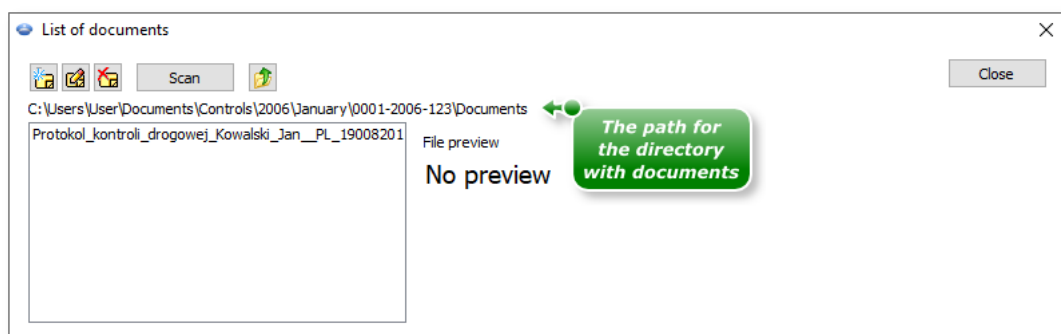 List of documents
Scan
Close
C:\Users\User\Documents\Controls\2006\January\0001-2006-123\Documents
Protokol_kontroli_drogowej_Kowalski_Jan__PL_19008201
File preview
No preview
The path for
the directory
with documents